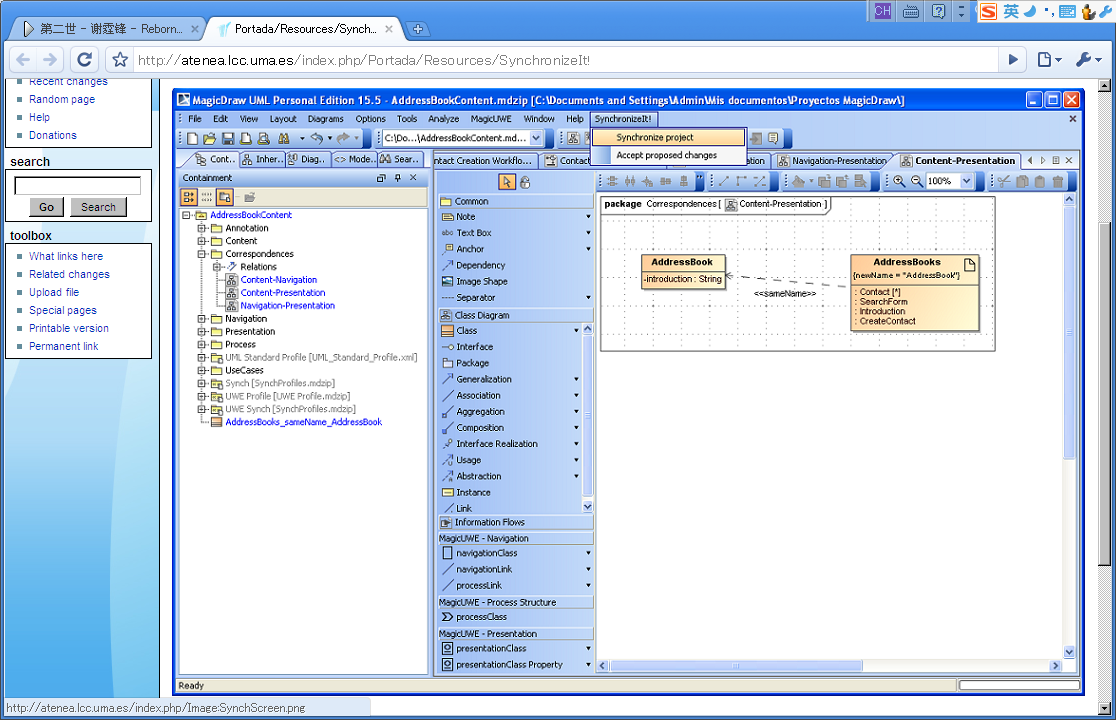 CH
英
第二世 - 谢霆锋 - Reborn...
Portada/Resources/Synch...
http://atenea.lcc.uma.es/index.php/Portada/Resources/SynchronizeIt!
Recent changes
Random page
Help
Donations
search
Go
Search
toolbox
What links here
Related changes
Upload file
Special pages
Printable version
Permanent link
MagicDraw UML Personal Edition 15.5 - AddressBookContent.mdzip [C:\Documents and Settings\Admin\Mis documentos\Proyectos MagicDraw\]
File Edit View Layout Diagrams Options Tools Analyze MagicUWE Window Help SynchronizeIt!
C:\Do...\AddressBookContent.md...
Synchronize project
Accept proposed changes
Cont... Inher... Diag... <> Mode... Sear...
ntact Creation Workflo...
Contact
ation
Navigation-Presentation
Content-Presentation
Containment
100%
AddressBookContent
Annotation
Content
Correspondences
Relations
Content-Navigation
Content-Presentation
Navigation-Presentation
Navigation
Presentation
Process
UML Standard Profile [UML_Standard_Profile.xml]
UseCases
Synch [SynchProfiles.mdzip]
UWE Profile [UWE Profile.mdzip]
UWE Synch [SynchProfiles.mdzip]
AddressBooks_sameName_AddressBook
Common
Note
abc Text Box
Anchor
Dependency
Image Shape
Separator
Class Diagram
Class
Interface
Package
Generalization
Association
Aggregation
Composition
Interface Realization
Usage
Abstraction
Instance
Link
Information Flows
MagicUWE - Navigation
navigationClass
navigationLink
processLink
MagicUWE - Process Structure
processClass
MagicUWE - Presentation
presentationClass
presentationClass Property
package Correspondences [ Content-Presentation ]
AddressBook
-introduction : String
<<sameName>>
AddressBooks
{newName = "AddressBook"}
: Contact [*]
: SearchForm
: Introduction
: CreateContact
Ready
http://atenea.lcc.uma.es/index.php/Image:SynchScreen.png